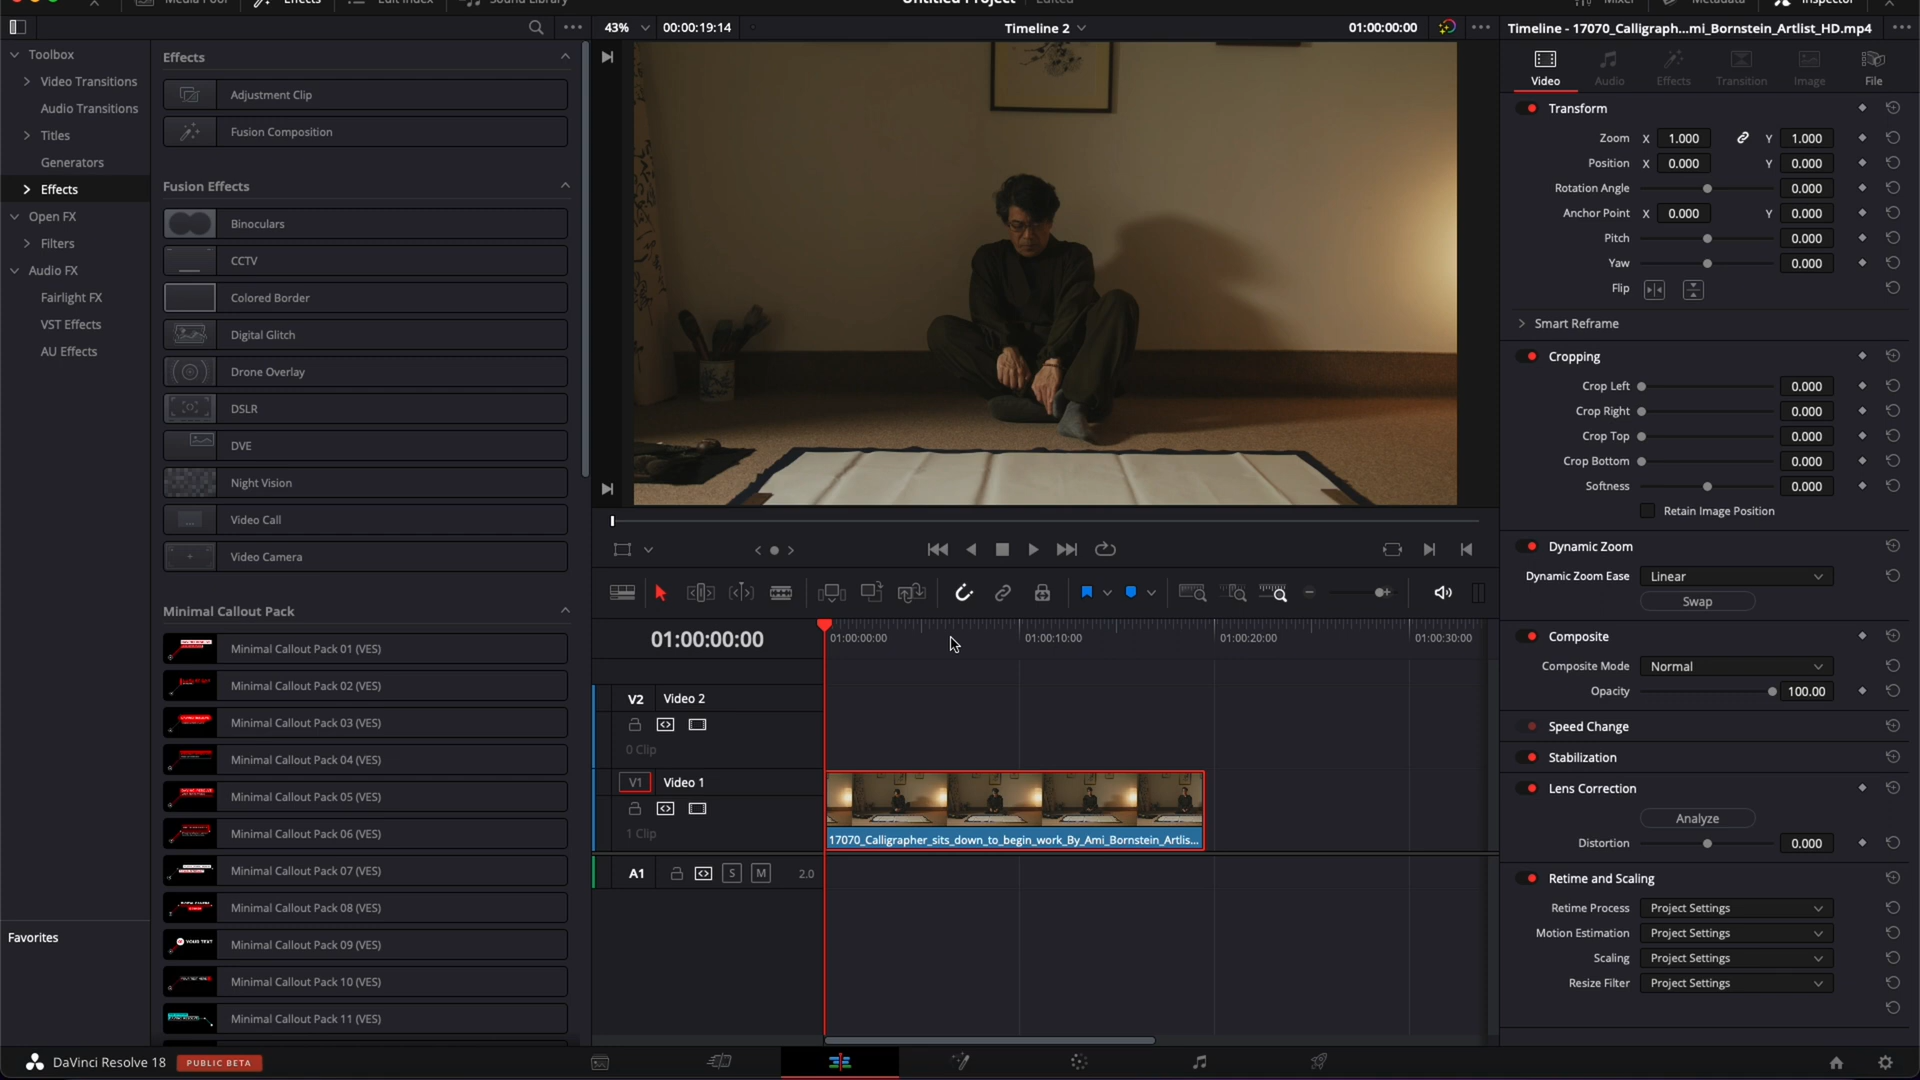 Effects
Edit Index
Sound Library
Untitled Project
Edited
Mixer
Metadata
Inspector
43%
00:00:19:14
Timeline 2
01:00:00:00
Timeline - 17070_Calligraph...mi_Bornstein_Artlist_HD.mp4
Toolbox
Video Transitions
Audio Transitions
Titles
Generators
Effects
Open FX
Filters
Audio FX
Fairlight FX
VST Effects
AU Effects
Favorites
Effects
Adjustment Clip
Fusion Composition
Fusion Effects
Binoculars
CCTV
Colored Border
Digital Glitch
Drone Overlay
DSLR
DVE
Night Vision
Video Call
Video Camera
Minimal Callout Pack
Minimal Callout Pack 01 (VES)
Minimal Callout Pack 02 (VES)
Minimal Callout Pack 03 (VES)
Minimal Callout Pack 04 (VES)
Minimal Callout Pack 05 (VES)
Minimal Callout Pack 06 (VES)
Minimal Callout Pack 07 (VES)
Minimal Callout Pack 08 (VES)
Minimal Callout Pack 09 (VES)
Minimal Callout Pack 10 (VES)
Minimal Callout Pack 11 (VES)
01:00:00:00
01:00:00:00
01:00:10:00
01:00:20:00
01:00:30:00
V2 Video 2
0 Clip
V1 Video 1
1 Clip
17070_Calligrapher_sits_down_to_begin_work_By_Ami_Bornstein_Artlis...
A1 S M 2.0
Video
Audio
Effects
Transition
Image
File
Transform
Zoom X 1.000 Y 1.000
Position X 0.000 Y 0.000
Rotation Angle 0.000
Anchor Point X 0.000 Y 0.000
Pitch 0.000
Yaw 0.000
Flip
Smart Reframe
Cropping
Crop Left 0.000
Crop Right 0.000
Crop Top 0.000
Crop Bottom 0.000
Softness 0.000
Retain Image Position
Dynamic Zoom
Dynamic Zoom Ease Linear
Swap
Composite
Composite Mode Normal
Opacity 100.00
Speed Change
Stabilization
Lens Correction
Analyze
Distortion 0.000
Retime and Scaling
Retime Process Project Settings
Motion Estimation Project Settings
Scaling Project Settings
Resize Filter Project Settings
DaVinci Resolve 18
PUBLIC BETA